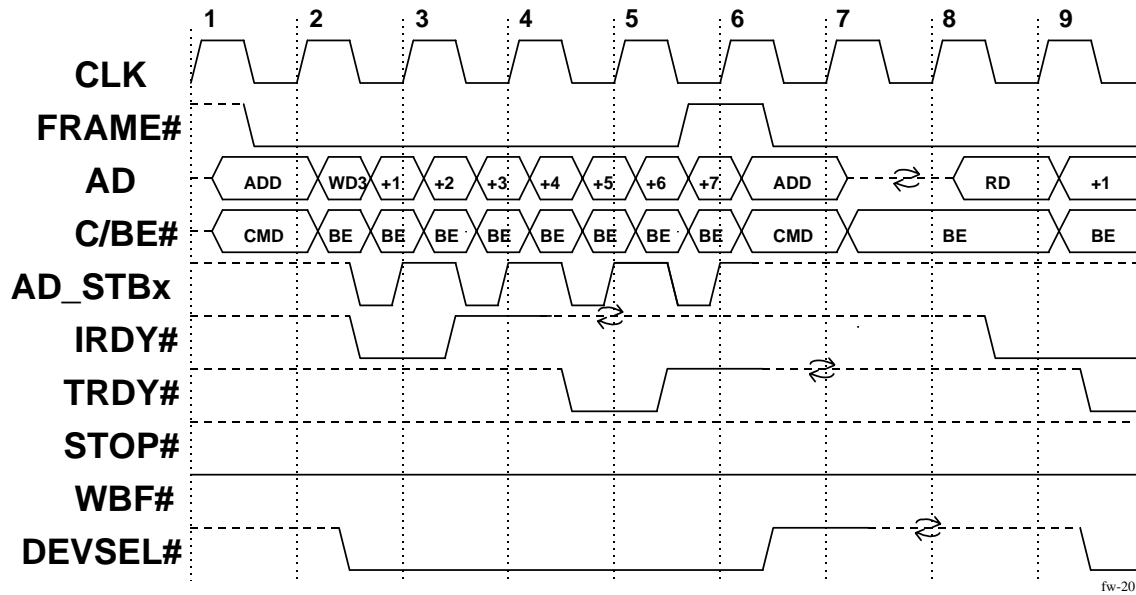 1 2 3 4 5 6 7 8 9
CLK
FRAME#
AD ADD WD3 +1 +2 +3 +4 +5 +6 +7 ADD RD +1
C/BE# CMD BE BE BE BE BE BE BE BE CMD BE BE
AD_STBx
IRDY#
TRDY#
STOP#
WBF#
DEVSEL#
fw-20